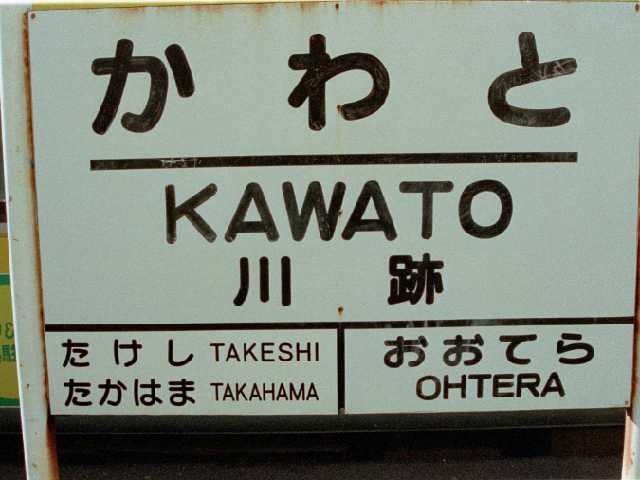 かわと
KAWATO
川跡
たけし TAKESHI
たかはま TAKAHAMA
おおてら
OHTERA